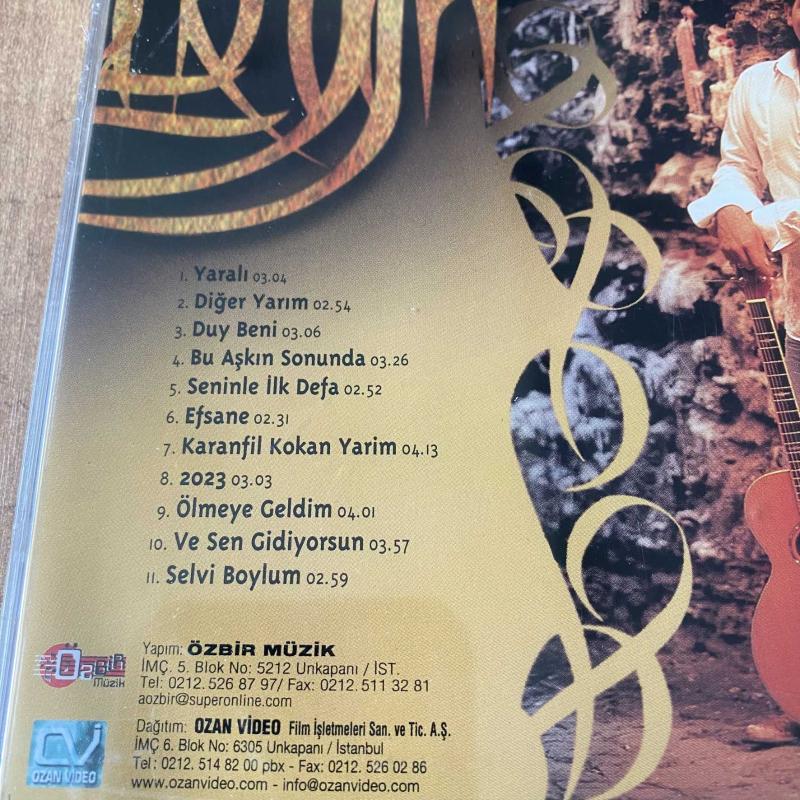 1. Yaralı 03.04
2. Diğer Yarım 02.54
3. Duy Beni 03.06
4. Bu Aşkın Sonunda 03.26
5. Seninle İlk Defa 02.52
6. Efsane 02.31
7. Karanfil Kokan Yarim 04.13
8. 2023 03.03
9. Ölmeye Geldim 04.01
10. Ve Sen Gidiyorsun 03.57
11. Selvi Boylum 02.59
Özbir
Müzik
Yapım: ÖZBİR MÜZİK
İMÇ. 5. Blok No: 5212 Unkapanı / İST.
Tel: 0212. 526 87 97/ Fax: 0212. 511 32 81
aozbir@superonline.com
CVİ
OZAN VİDEO
Dağıtım: OZAN VİDEO Film İşletmeleri San. ve Tic. A.Ş.
İMÇ 6. Blok No: 6305 Unkapanı / İstanbul
Tel: 0212. 514 82 00 pbx - Fax: 0212. 526 02 86
www.ozanvideo.com - info@ozanvideo.com